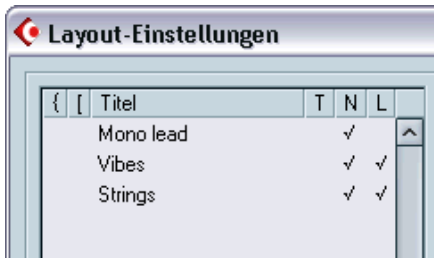 Layout-Einstellungen
{ [ Titel T N L
Mono lead √
Vibes √ √
Strings √ √